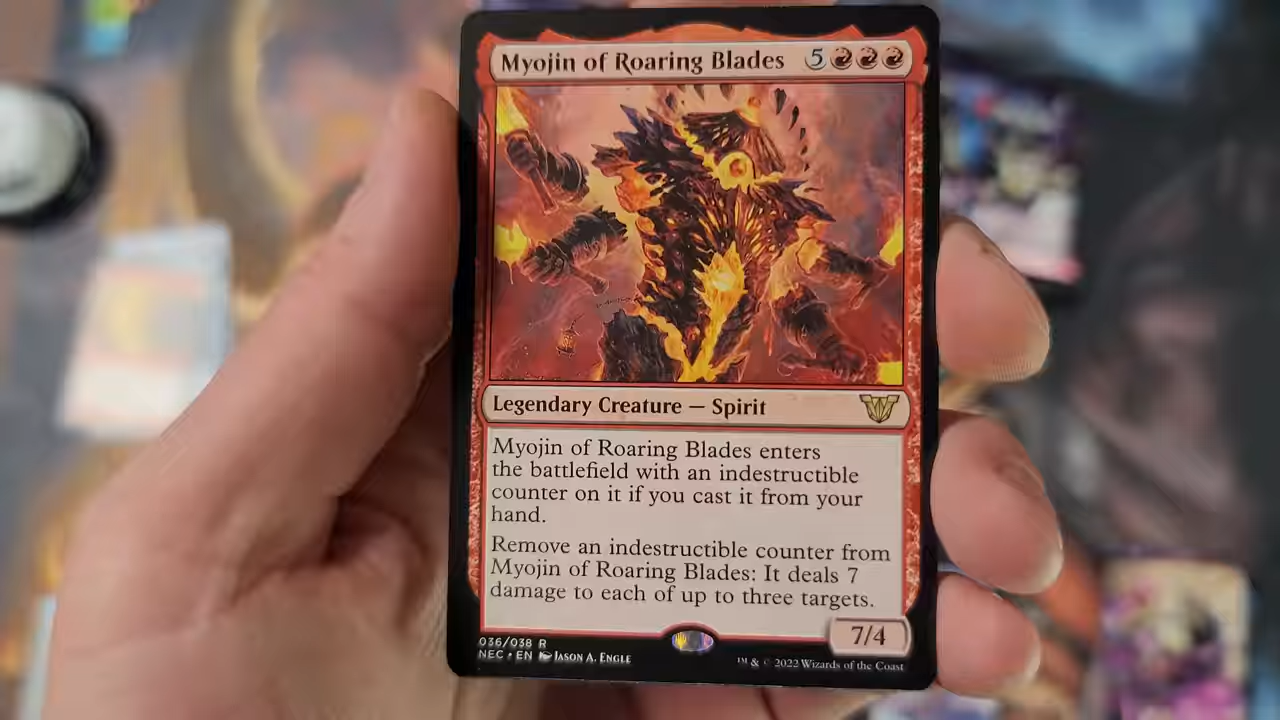 Myojin of Roaring Blades 5
Legendary Creature — Spirit
Myojin of Roaring Blades enters
the battlefield with an indestructible
counter on it if you cast it from your
hand.
Remove an indestructible counter from
Myojin of Roaring Blades: It deals 7
damage to each of up to three targets.
7/4
036/038 R
NEC • EN Jason A. Engle
™ & © 2022 Wizards of the Coast